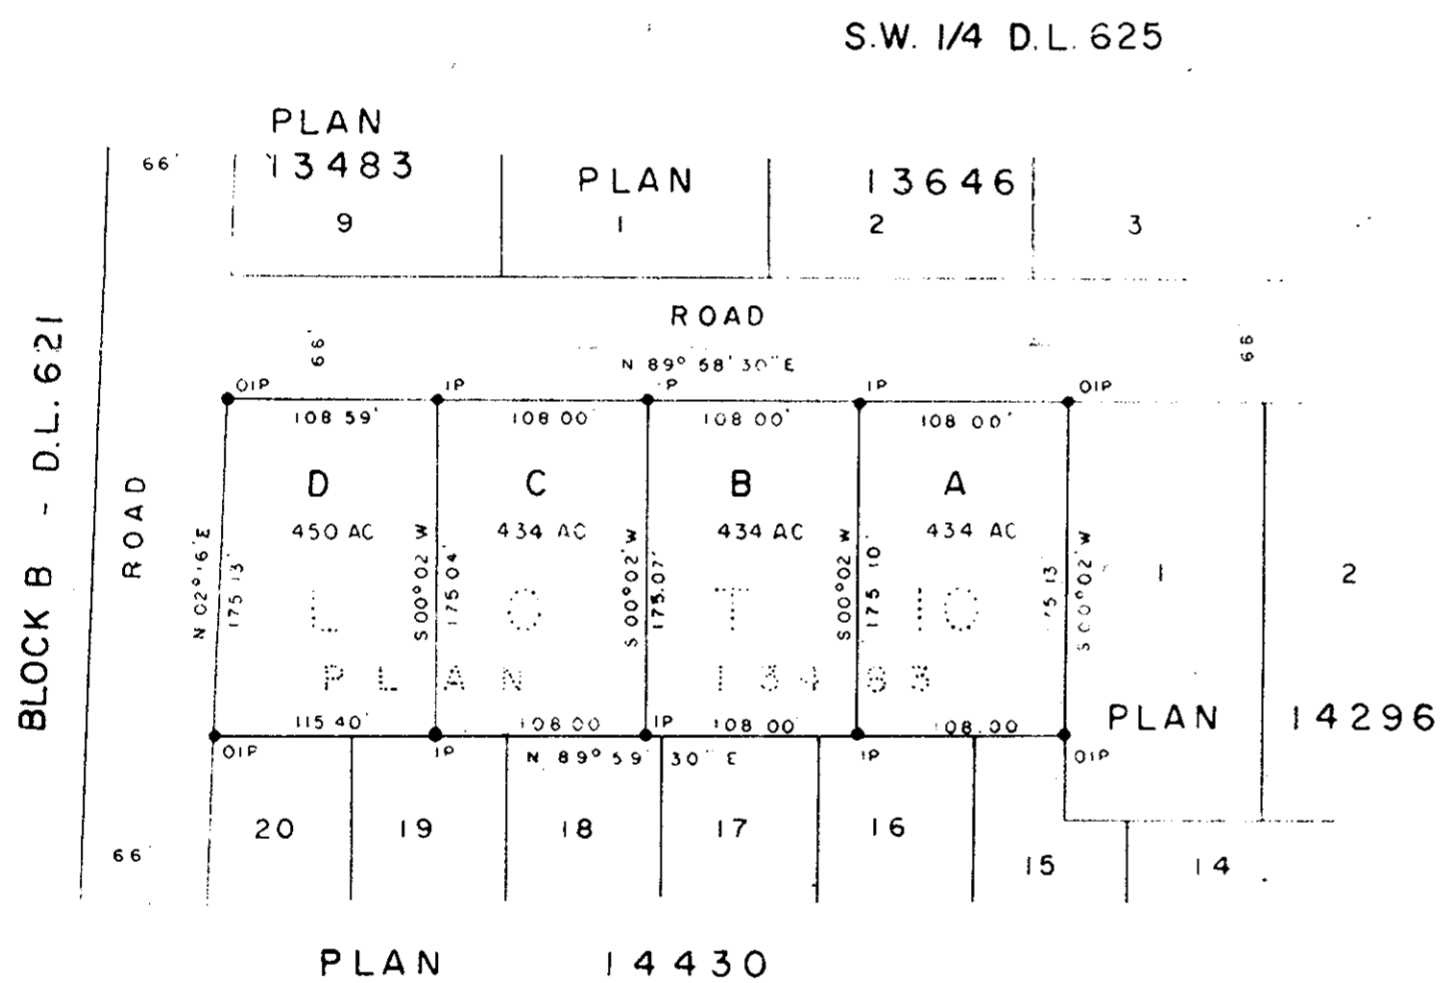 S.W. 1/4 D.L. 625
PLAN
13483
66'
PLAN
13646
9
1
2
3
ROAD
66'
66'
N 89° 58' 30" E
OIP
IP
IP
OIP
108 59'
108 00'
108 00'
108 00'
D
C
B
A
450 AC
434 AC
434 AC
434 AC
BLOCK B - D.L. 621
ROAD
N 02° 16' E
175 13'
S 00° 02' W
175 04'
S 00° 02' W
175.07'
S 00° 02' W
175 10'
S 00° 02' W
1
2
LOT 10
PLAN 13483
115 40'
108 00
108 00'
108.00
PLAN
14296
OIP
IP
IP
IP
OIP
N 89° 59' 30" E
20
19
18
17
16
15
14
66'
PLAN 14430